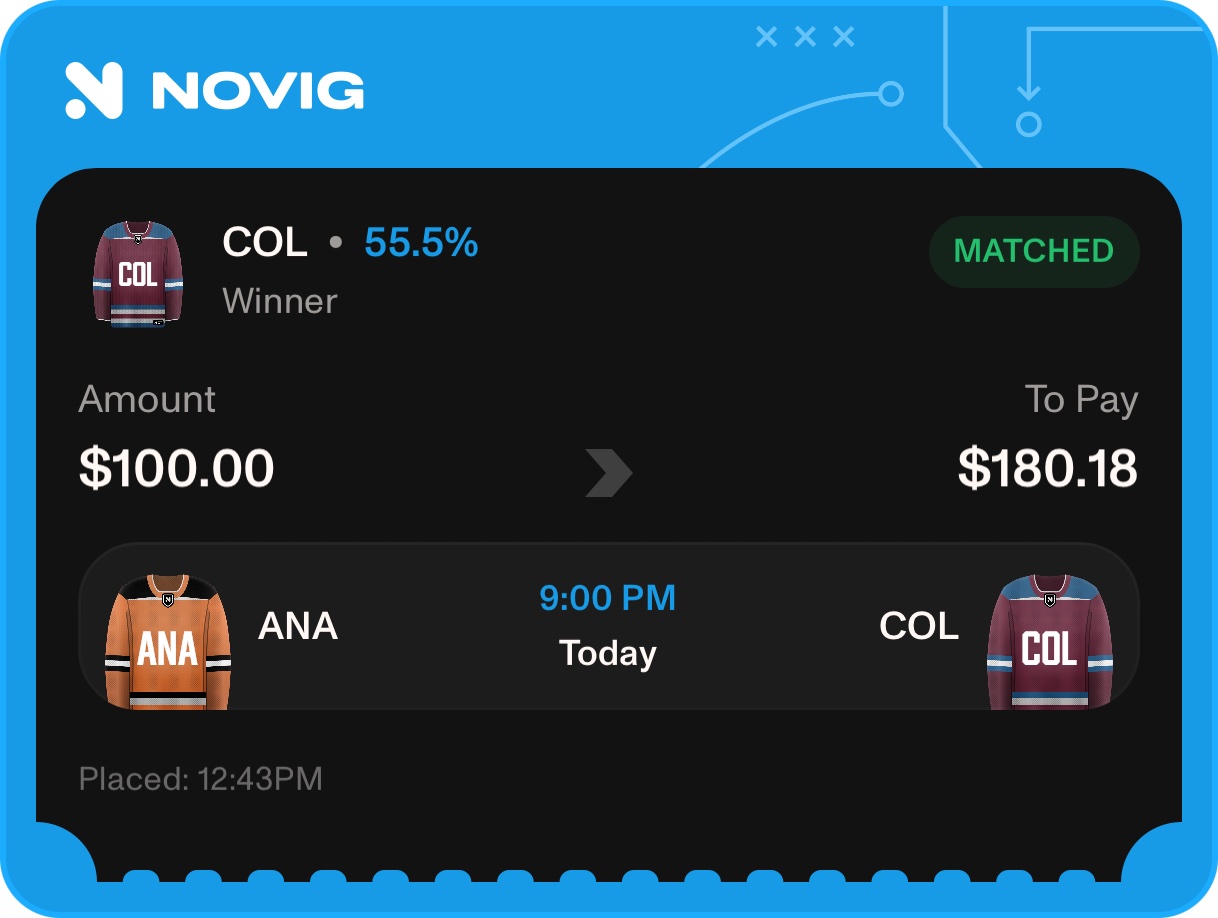 NOVIG
COL
COL • 55.5%
Winner
MATCHED
Amount
To Pay
$100.00
$180.18
ANA
ANA
9:00 PM
Today
COL
COL
Placed: 12:43PM